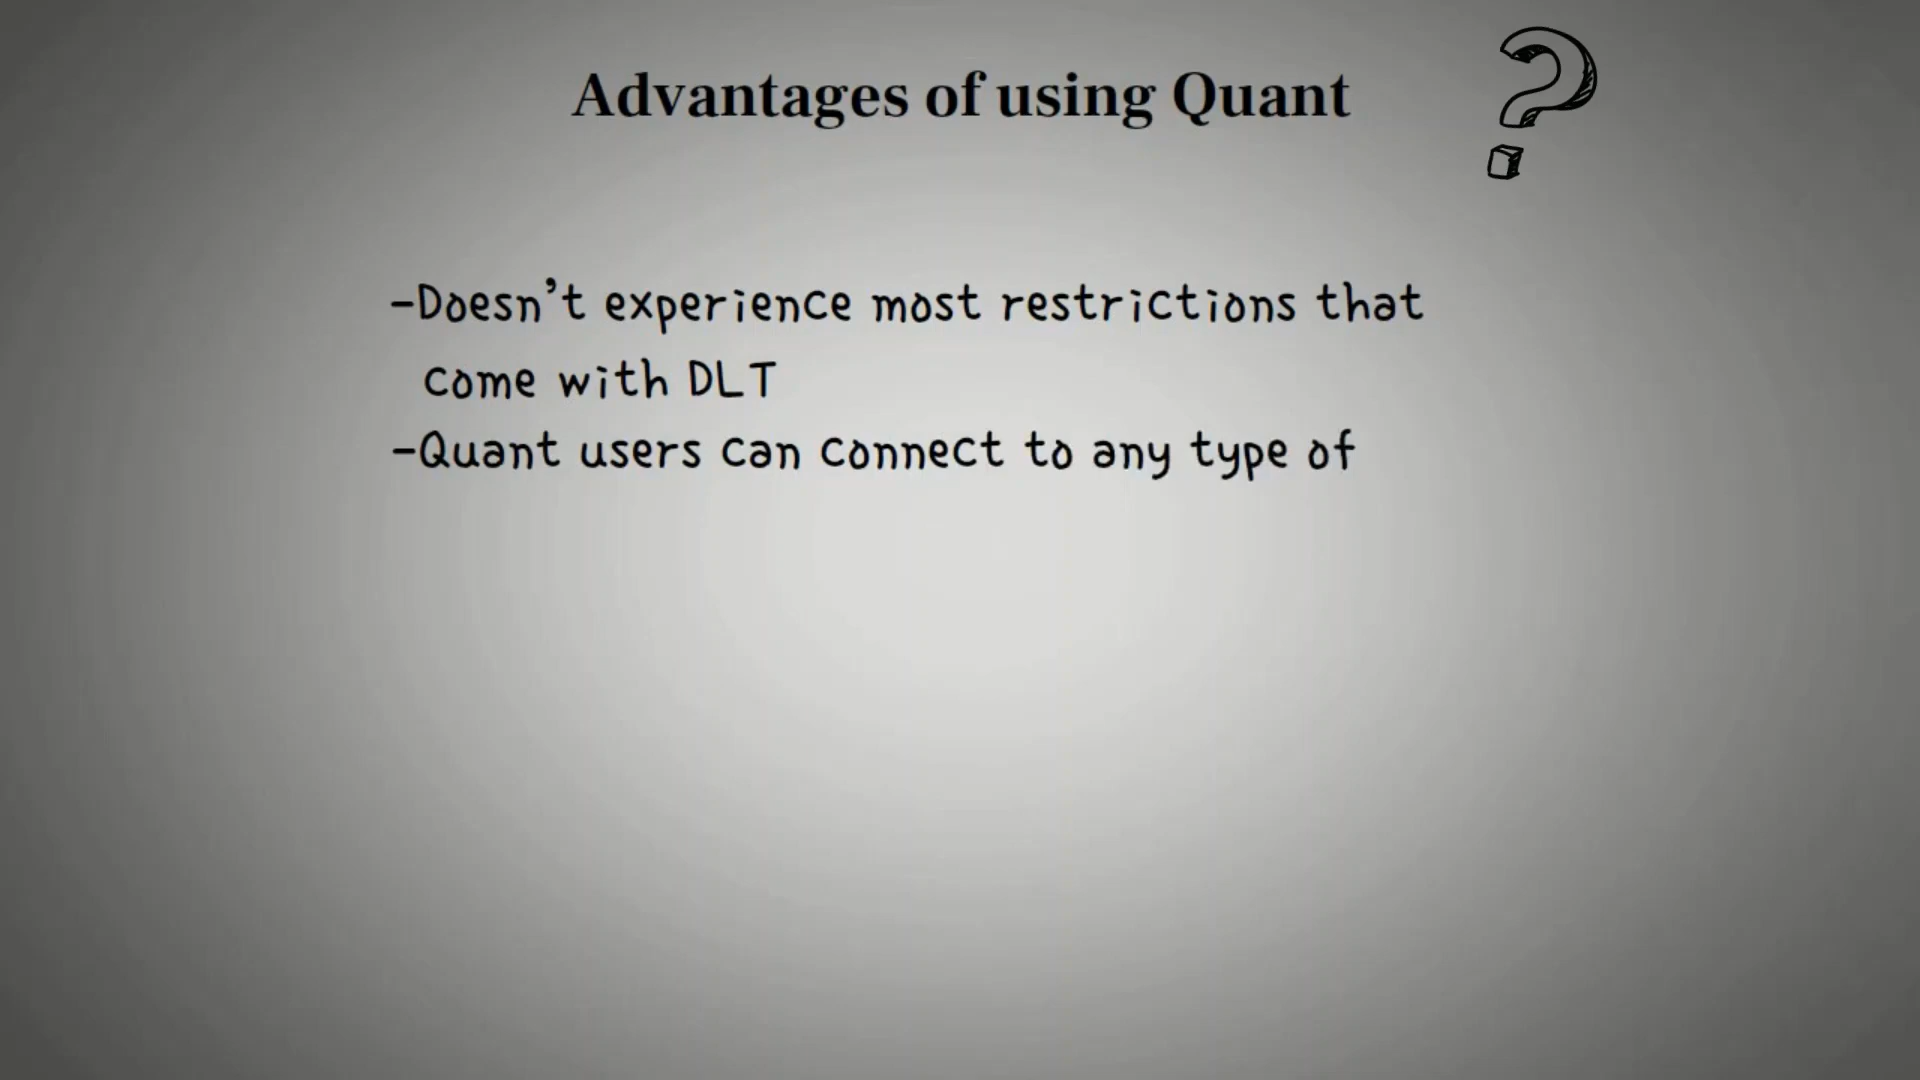 Advantages of using Quant
-Doesn't experience most restrictions that
come with DLT
-Quant users can connect to any type of